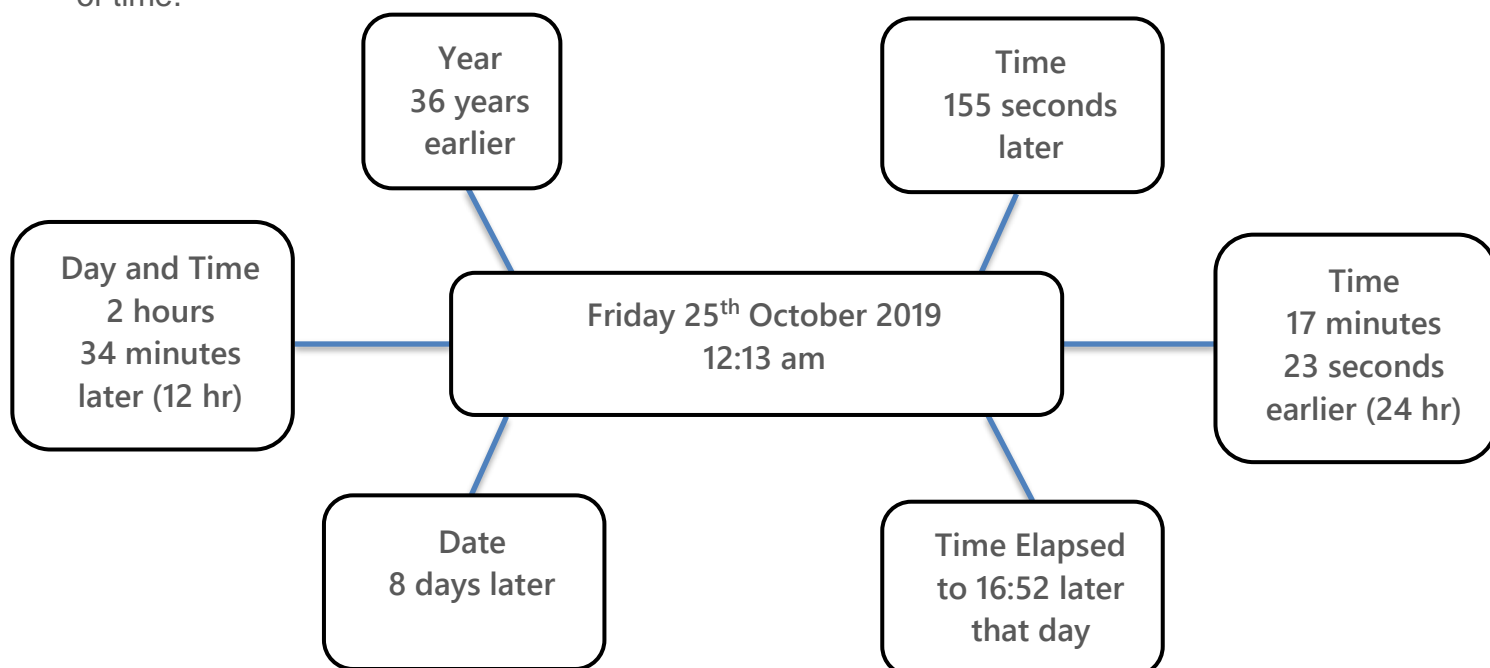 of time.
Year
36 years
earlier
Time
155 seconds
later
Day and Time
2 hours
34 minutes
later (12 hr)
Friday 25th October 2019
12:13 am
Time
17 minutes
23 seconds
earlier (24 hr)
Date
8 days later
Time Elapsed
to 16:52 later
that day